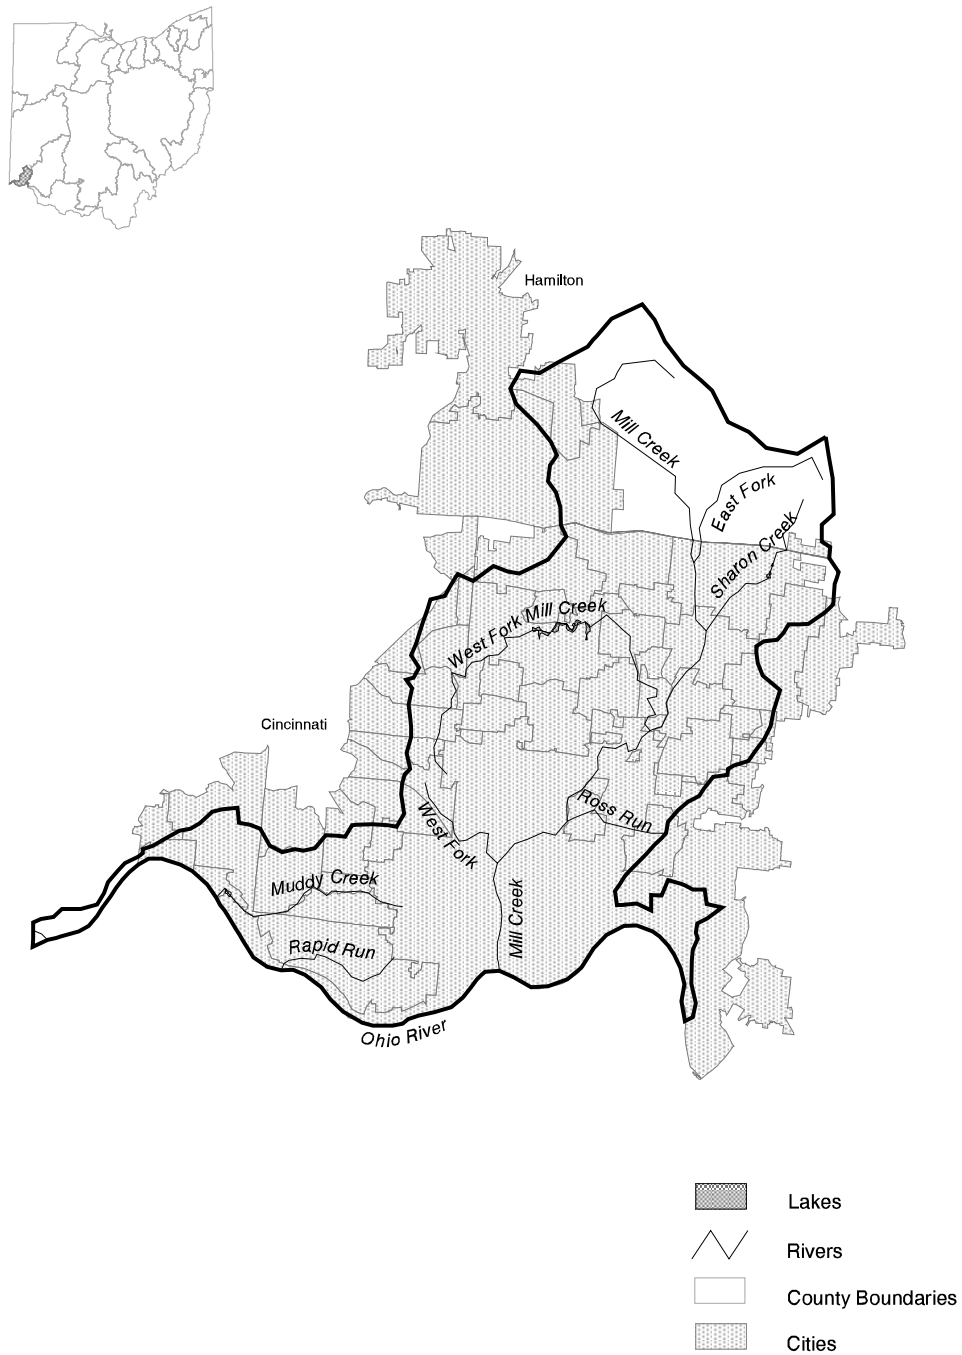 Hamilton
Mill Creek
East Fork
Sharon Creek
West Fork Mill Creek
Cincinnati
Ross Run
West Fork
Muddy Creek
Mill Creek
Rapid Run
Ohio River
Lakes
Rivers
County Boundaries
Cities